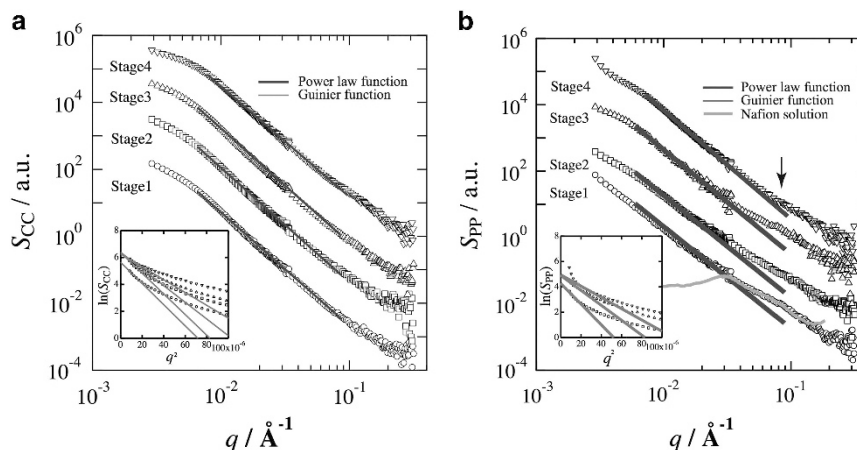 a
S_CC / a.u.
10^6
10^4
10^2
10^0
10^-2
10^-4
Stage4
Stage3
Stage2
Stage1
Power law function
Guinier function
ln(S_CC)
8
6
4
2
0
0 20 40 60 80 100x10^-6
q^2
10^-3 10^-2 10^-1
q / Å^-1
b
S_PP / a.u.
10^6
10^4
10^2
10^0
10^-2
10^-4
Stage4
Stage3
Stage2
Stage1
Power law function
Guinier function
Nafion solution
ln(S_PP)
8
6
4
2
0
0 20 40 60 80 100x10^-6
q^2
10^-3 10^-2 10^-1
q / Å^-1